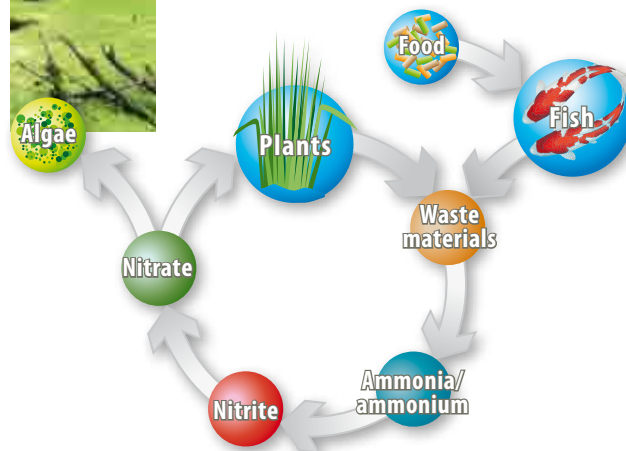 Food
Algae
Plants
Fish
Waste
materials
Nitrate
Ammonia/
ammonium
Nitrite